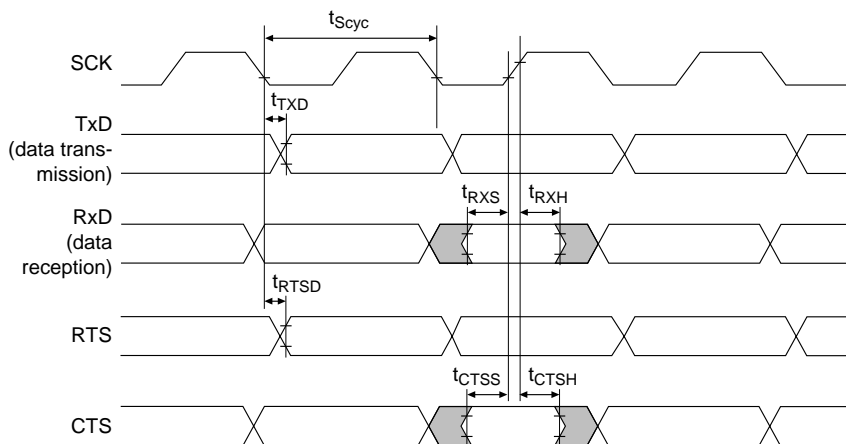 tScyc
SCK
tTXD
TxD
(data trans-
mission)
tRXS
tRXH
RxD
(data
reception)
tRTSD
RTS
tCTSS
tCTSH
CTS